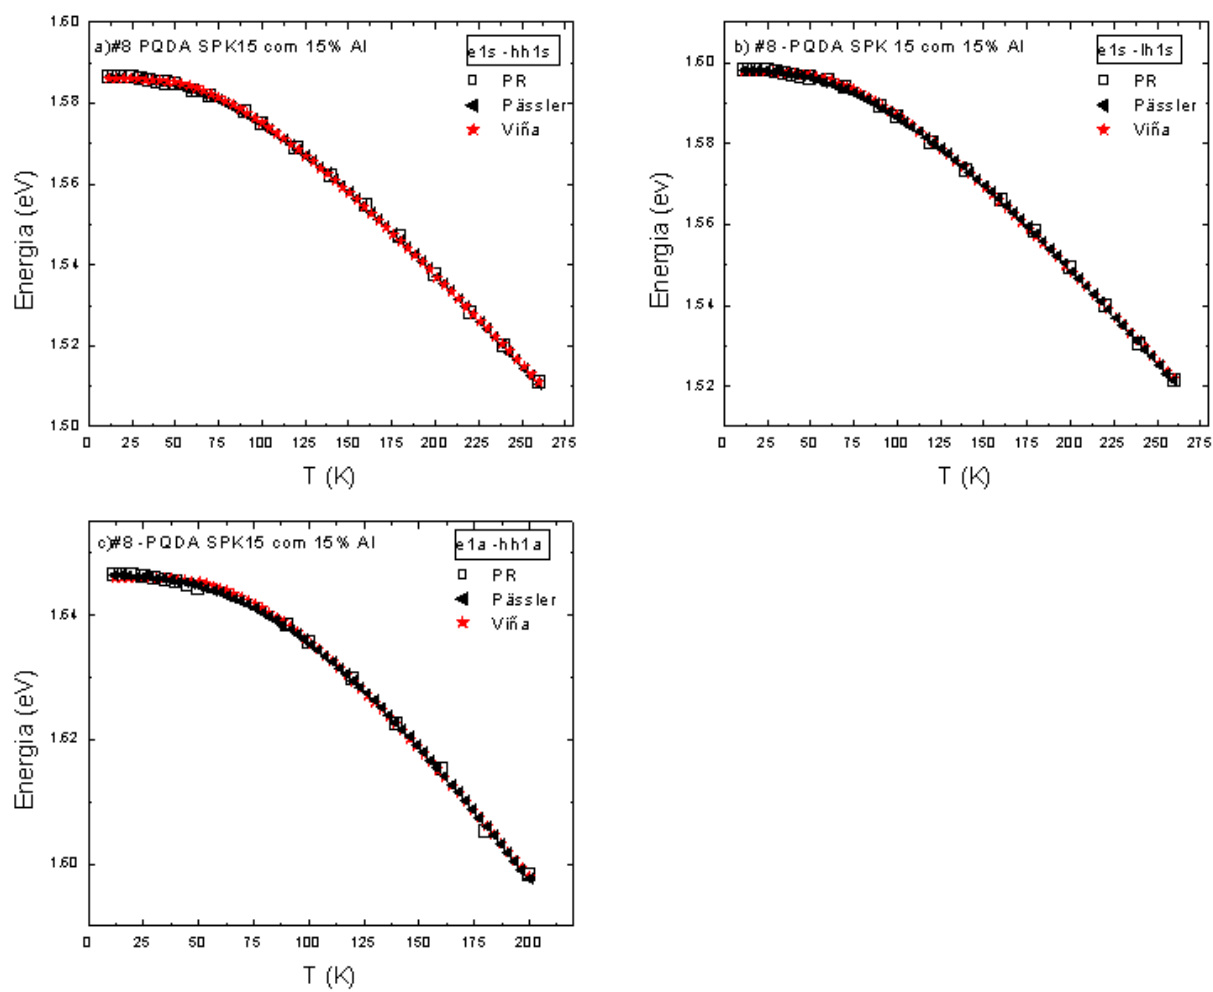 a)#8 PQDA SPK15 com 15% Al
e1s -hh1s
PR
Pässler
Viña
1.60
1.58
1.56
1.54
1.52
1.50
Energia (eV)
0 25 50 75 100 125 150 175 200 225 250 275
T (K)
b) #8 -PQDA SPK 15 com 15% Al
e1s -lh1s
PR
Pässler
Viña
1.60
1.58
1.56
1.54
1.52
Energia (ev)
0 25 50 75 100 125 150 175 200 225 250 275
T (K)
c)#8 -PQDA SPK15 com 15% Al
e1a -hh1a
PR
Pässler
Viña
1.64
1.62
1.60
Energia (eV)
0 25 50 75 100 125 150 175 200
T (K)